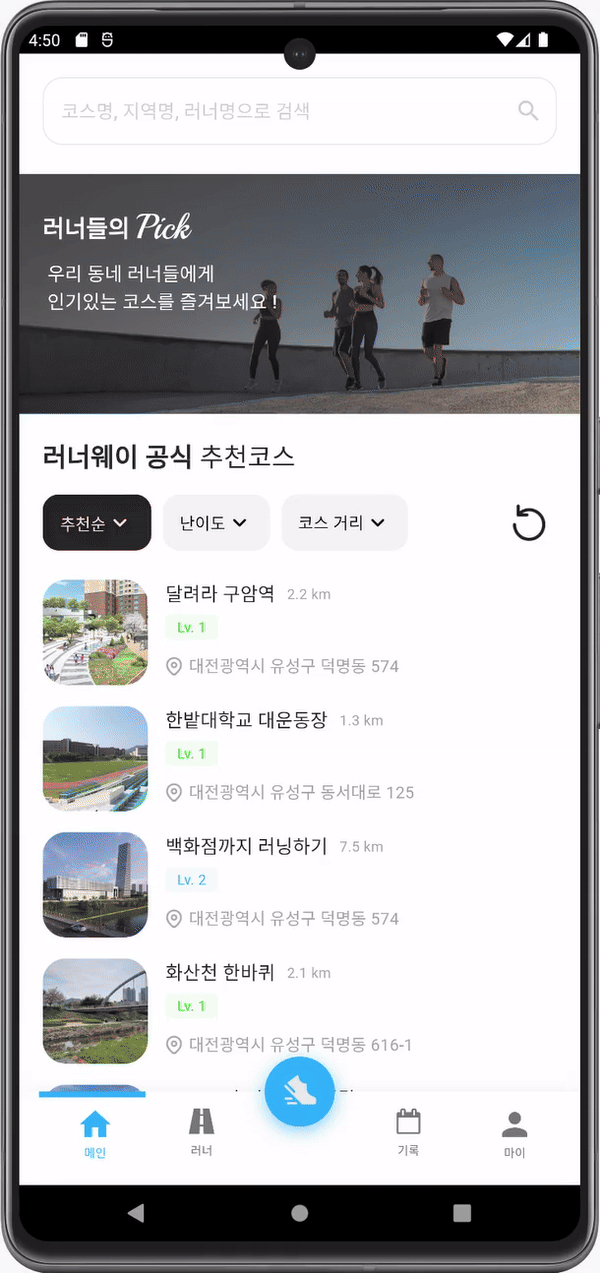 4:50
코스명, 지역명, 러너명으로 검색
러너들의 Pick
우리 동네 러너들에게
인기있는 코스를 즐겨보세요 !
러너웨이 공식 추천코스
추천순 난이도 코스 거리
달려라 구암역 2.2 km
Lv. 1
대전광역시 유성구 덕명동 574
한밭대학교 대운동장 1.3 km
Lv. 1
대전광역시 유성구 동서대로 125
백화점까지 러닝하기 7.5 km
Lv. 2
대전광역시 유성구 덕명동 574
화산천 한바퀴 2.1 km
Lv. 1
대전광역시 유성구 덕명동 616-1
메인 러너 기록 마이